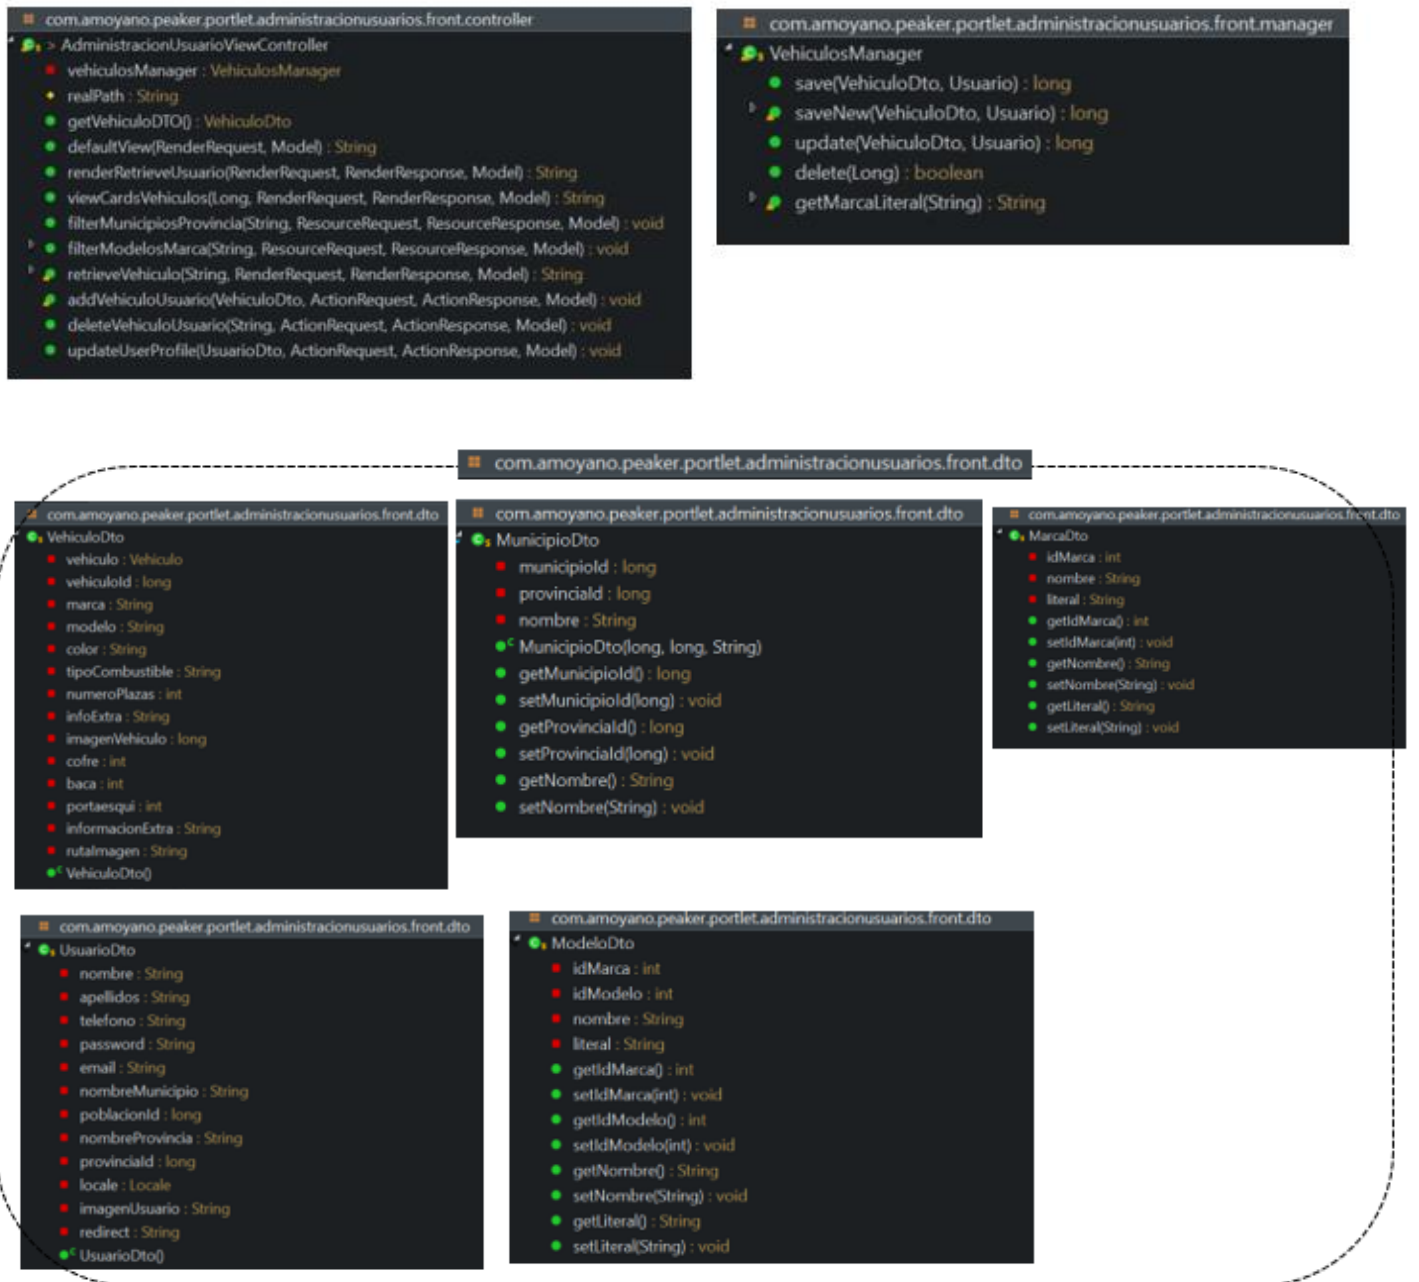 com.amoyano.peaker.portlet.administracionusuarios.front.controller
> AdministracionUsuarioViewController
vehiculosManager : VehiculosManager
realPath : String
getVehiculoDTO() : VehiculoDto
defaultView(RenderRequest, Model) : String
renderRetrieveUsuario(RenderRequest, RenderResponse, Model) : String
viewCardsVehiculos(Long, RenderRequest, RenderResponse, Model) : String
filterMunicipiosProvincia(String, ResourceRequest, ResourceResponse, Model) : void
filterModelosMarca(String, ResourceRequest, ResourceResponse, Model) : void
retrieveVehiculo(String, RenderRequest, RenderResponse, Model) : String
addVehiculoUsuario(VehiculoDto, ActionRequest, ActionResponse, Model) : void
deleteVehiculoUsuario(String, ActionRequest, ActionResponse, Model) : void
updateUserProfile(UsuarioDto, ActionRequest, ActionResponse, Model) : void
com.amoyano.peaker.portlet.administracionusuarios.front.manager
VehiculosManager
save(VehiculoDto, Usuario) : long
saveNew(VehiculoDto, Usuario) : long
update(VehiculoDto, Usuario) : long
delete(Long) : boolean
getMarcaLiteral(String) : String
com.amoyano.peaker.portlet.administracionusuarios.front.dto
com.amoyano.peaker.portlet.administracionusuarios.front.dto
VehiculoDto
vehiculo : Vehiculo
vehiculoId : long
marca : String
modelo : String
color : String
tipoCombustible : String
numeroPlazas : int
infoExtra : String
imagenVehiculo : long
cofre : int
baca : int
portaesqui : int
informacionExtra : String
rutaImagen : String
VehiculoDto()
com.amoyano.peaker.portlet.administracionusuarios.front.dto
MunicipioDto
municipioId : long
provinciaId : long
nombre : String
MunicipioDto(long, long, String)
getMunicipioId() : long
setMunicipioId(long) : void
getProvinciaId() : long
setProvinciaId(long) : void
getNombre() : String
setNombre(String) : void
com.amoyano.peaker.portlet.administracionusuarios.front.dto
MarcaDto
idMarca : int
nombre : String
literal : String
getIdMarca() : int
setIdMarca(int) : void
getNombre() : String
setNombre(String) : void
getLiteral() : String
setLiteral(String) : void
com.amoyano.peaker.portlet.administracionusuarios.front.dto
UsuarioDto
nombre : String
apellidos : String
telefono : String
password : String
email : String
nombreMunicipio : String
poblacionId : long
nombreProvincia : String
provinciaId : long
locale : Locale
imagenUsuario : String
redirect : String
UsuarioDto()
com.amoyano.peaker.portlet.administracionusuarios.front.dto
ModeloDto
idMarca : int
idModelo : int
nombre : String
literal : String
getIdMarca() : int
setIdMarca(int) : void
getIdModelo() : int
setIdModelo(int) : void
getNombre() : String
setNombre(String) : void
getLiteral() : String
setLiteral(String) : void